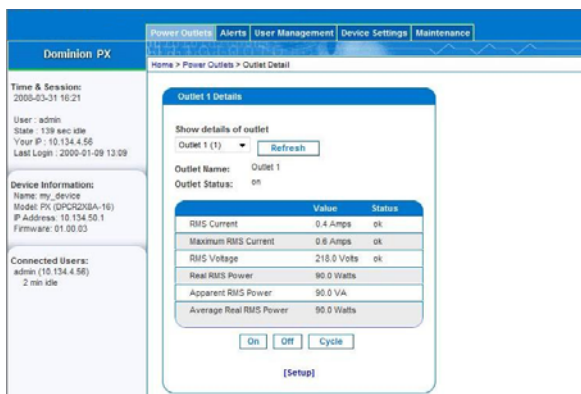 Power Outlets Alerts User Management Device Settings Maintenance
Dominion PX
Home > Power Outlets > Outlet Detail
Time & Session:
2008-03-31 16:21
User : admin
State : 139 sec idle
Your IP : 10.134.4.56
Last Login : 2000-01-09 13:09
Device Information:
Name: my_device
Model: PX (DPCR2X8A-16)
IP Address: 10.134.50.1
Firmware: 01.00.03
Connected Users:
admin (10.134.4.56)
2 min idle
Outlet 1 Details
Show details of outlet
Outlet 1 (1) Refresh
Outlet Name: Outlet 1
Outlet Status: on
Value Status
RMS Current 0.4 Amps ok
Maximum RMS Current 0.6 Amps ok
RMS Voltage 218.0 Volts ok
Real RMS Power 90.0 Watts
Apparent RMS Power 90.0 VA
Average Real RMS Power 90.0 Watts
On Off Cycle
[Setup]